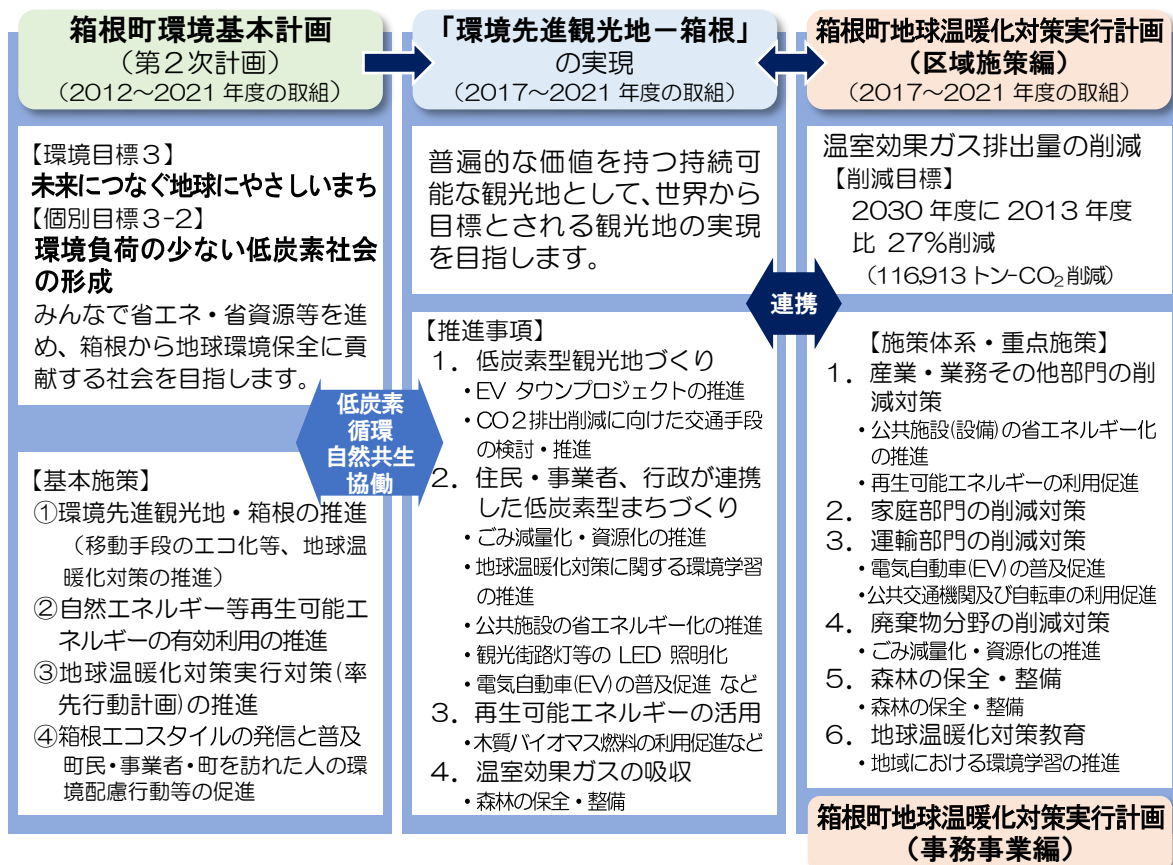 箱根町環境基本計画
（第２次計画）
（2012～2021 年度の取組）
【環境目標３】
未来につなぐ地球にやさしいまち
【個別目標３-２】
環境負荷の少ない低炭素社会
の形成
みんなで省エネ・省資源等を進
め、箱根から地球環境保全に貢
献する社会を目指します。
【基本施策】
①環境先進観光地・箱根の推進
（移動手段のエコ化等、地球温
暖化対策の推進）
②自然エネルギー等再生可能エ
ネルギーの有効利用の推進
③地球温暖化対策実行対策(率
先行動計画)の推進
④箱根エコスタイルの発信と普及
町民・事業者・町を訪れた人の環
境配慮行動等の促進
低炭素
循環
自然共生
協働
「環境先進観光地－箱根」
の実現
（2017～2021 年度の取組）
普遍的な価値を持つ持続可
能な観光地として、世界から
目標とされる観光地の実現
を目指します。
【推進事項】
１．低炭素型観光地づくり
・EV タウンプロジェクトの推進
・CO２排出削減に向けた交通手段
の検討・推進
２．住民・事業者、行政が連携
した低炭素型まちづくり
・ごみ減量化・資源化の推進
・地球温暖化対策に関する環境学習
の推進
・公共施設の省エネルギー化の推進
・観光街路灯等の LED 照明化
・電気自動車(EV)の普及促進 など
３．再生可能エネルギーの活用
・木質バイオマス燃料の利用促進など
４．温室効果ガスの吸収
・森林の保全・整備
連携
箱根町地球温暖化対策実行計画
（区域施策編）
（2017～2021 年度の取組）
温室効果ガス排出量の削減
【削減目標】
2030 年度に 2013 年度
比 27%削減
（116,913 トン-CO₂削減）
【施策体系・重点施策】
１．産業・業務その他部門の削
減対策
・公共施設(設備)の省エネルギー化
の推進
・再生可能エネルギーの利用促進
２．家庭部門の削減対策
３．運輸部門の削減対策
・電気自動車(EV)の普及促進
・公共交通機関及び自転車の利用促進
４．廃棄物分野の削減対策
・ごみ減量化・資源化の推進
５．森林の保全・整備
・森林の保全・整備
６．地球温暖化対策教育
・地域における環境学習の推進
箱根町地球温暖化対策実行計画
（事務事業編）